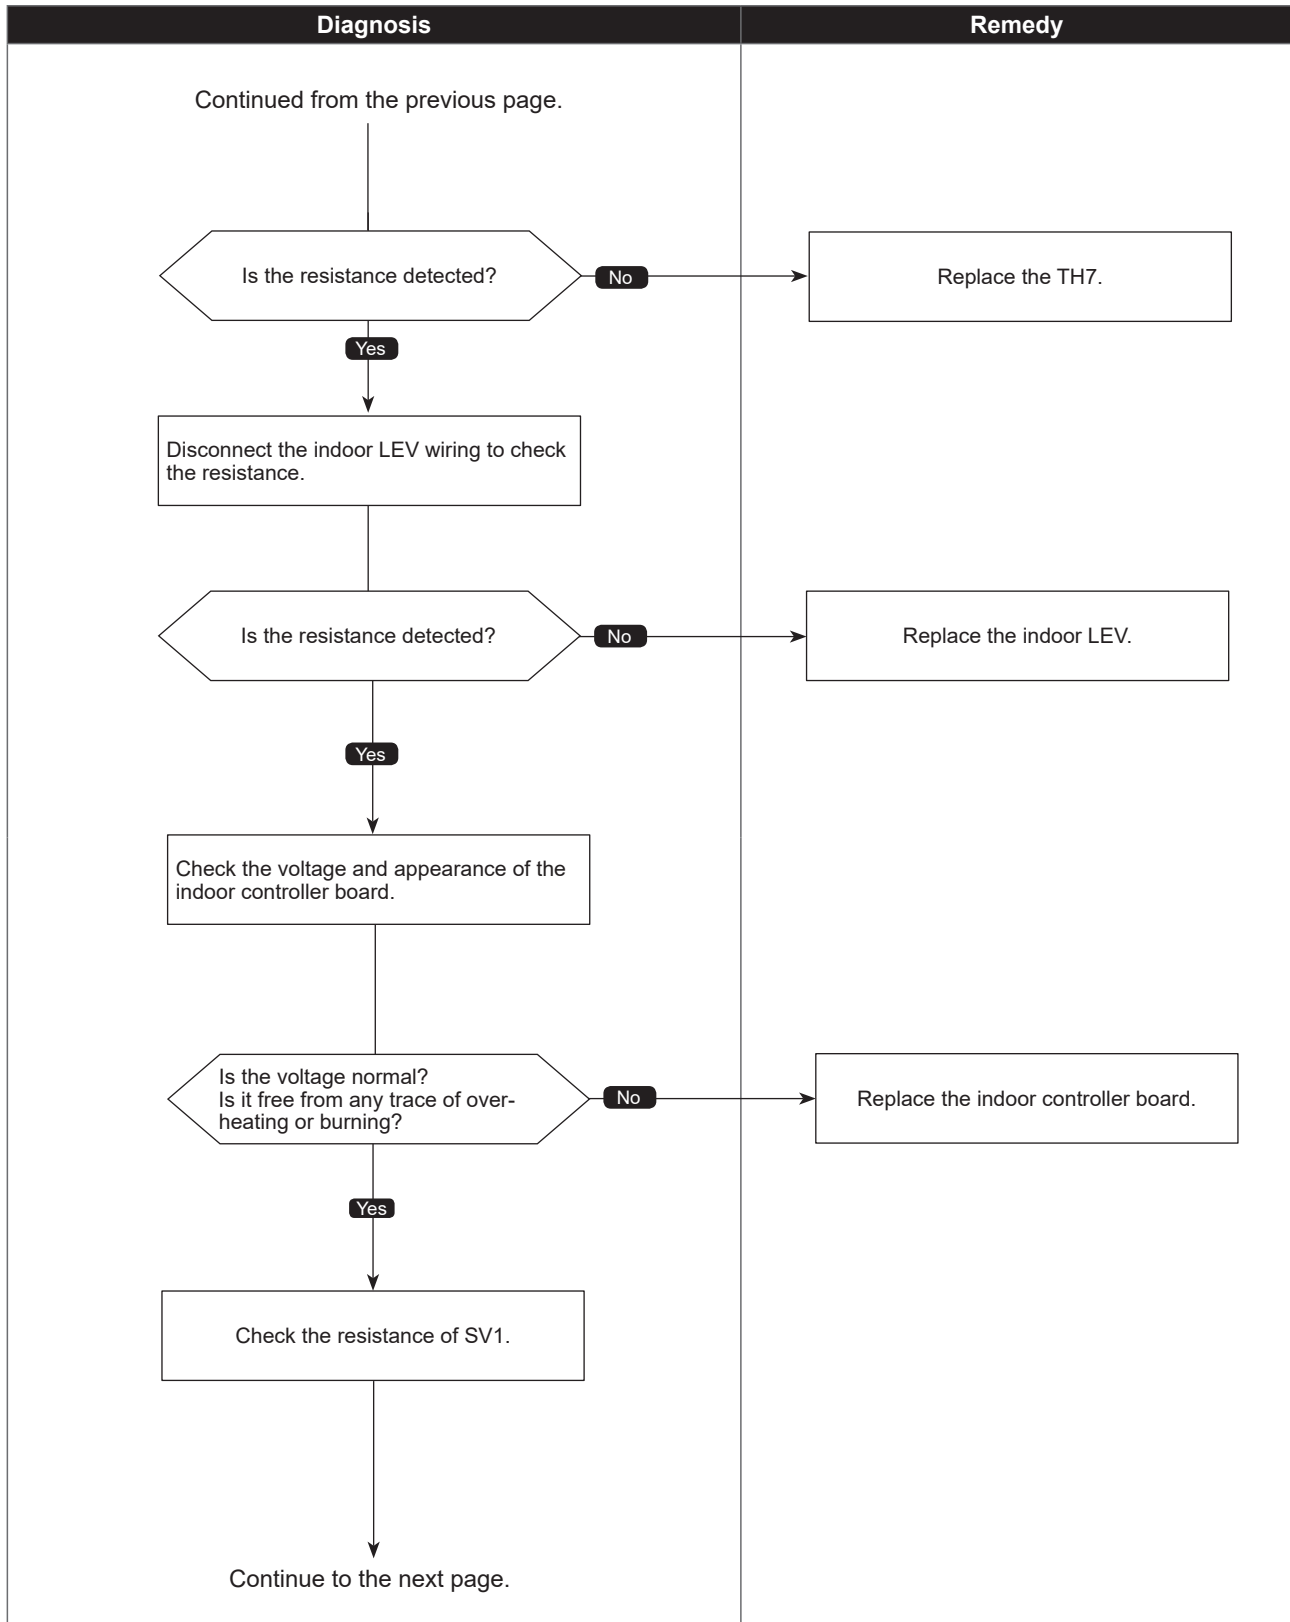 Diagnosis
Remedy
Continued from the previous page.
Is the resistance detected?
No
Replace the TH7.
Yes
Disconnect the indoor LEV wiring to check
the resistance.
Is the resistance detected?
No
Replace the indoor LEV.
Yes
Check the voltage and appearance of the
indoor controller board.
Is the voltage normal?
Is it free from any trace of over-
heating or burning?
No
Replace the indoor controller board.
Yes
Check the resistance of SV1.
Continue to the next page.